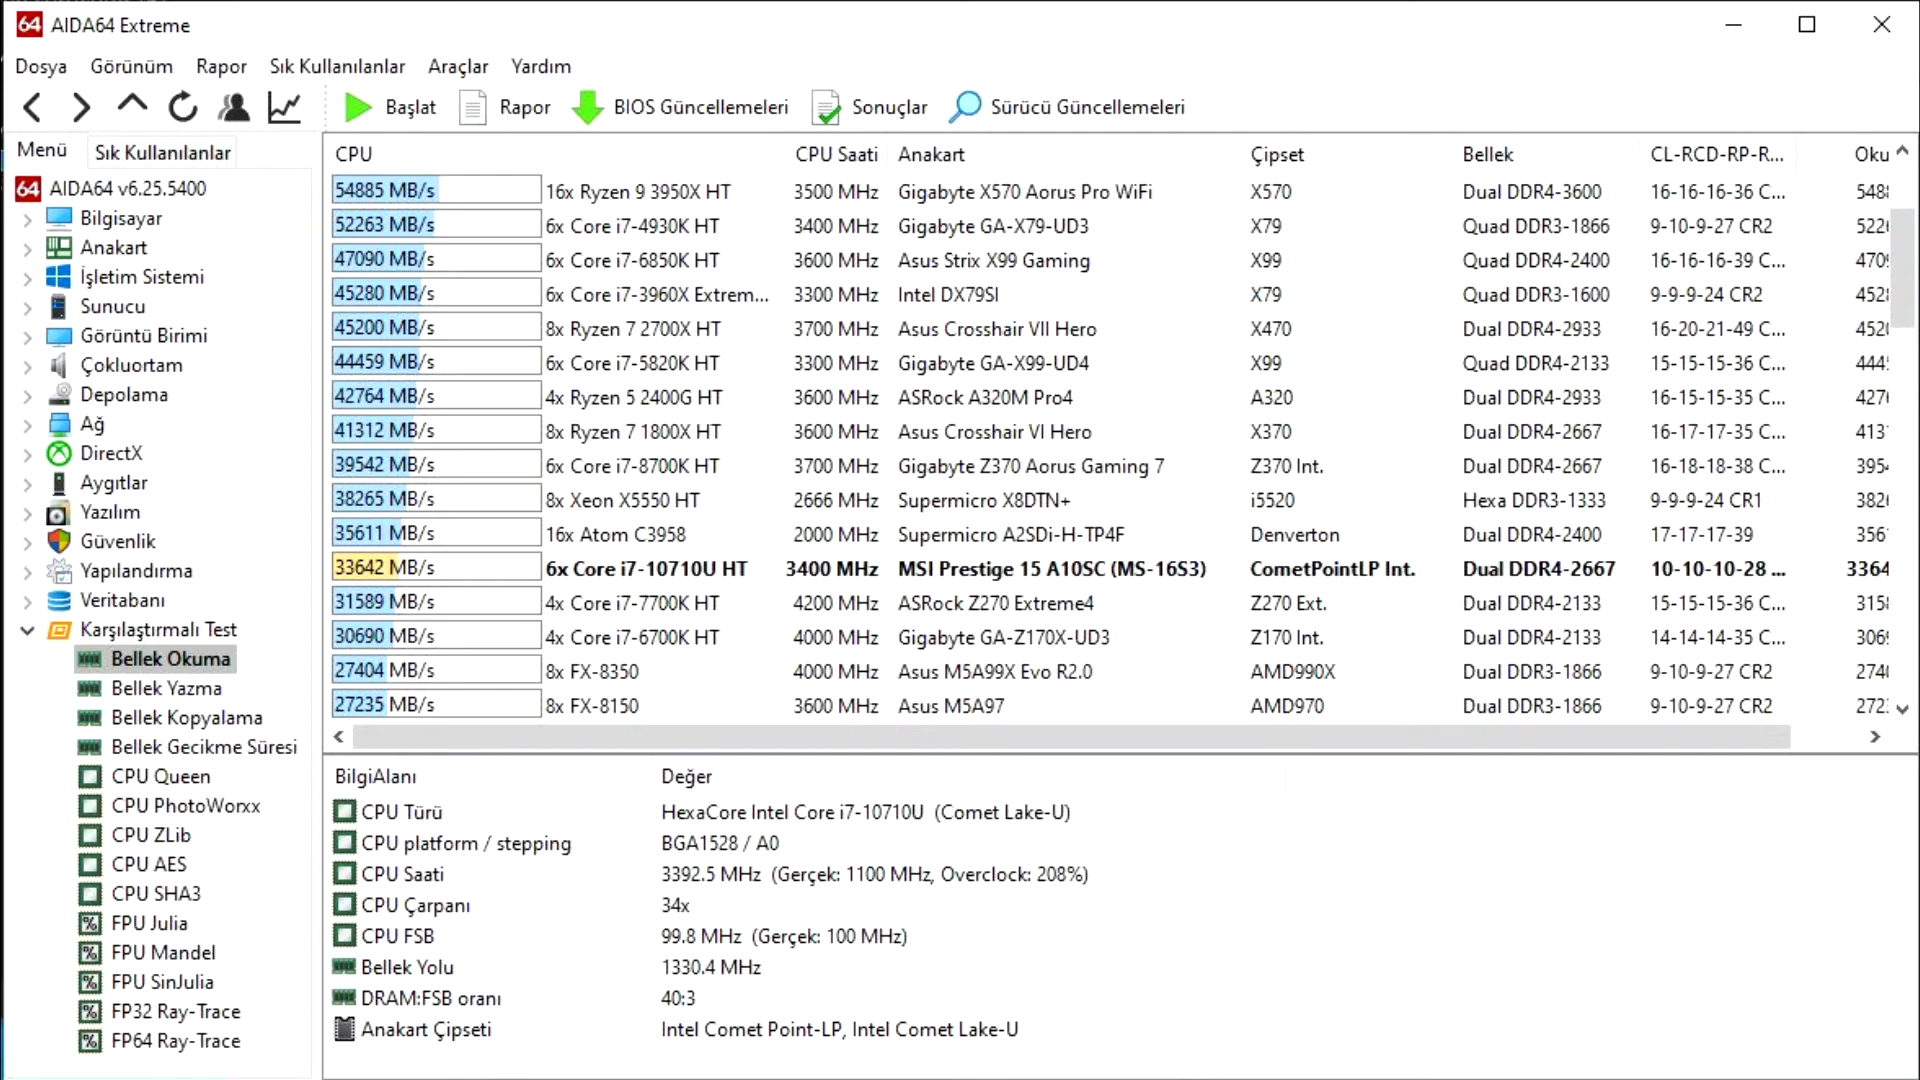 AIDA64 Extreme
Dosya Görünüm Rapor Sık Kullanılanlar Araçlar Yardım
Başlat Rapor BIOS Güncellemeleri Sonuçlar Sürücü Güncellemeleri
Menü Sık Kullanılanlar
AIDA64 v6.25.5400
Bilgisayar
Anakart
İşletim Sistemi
Sunucu
Görüntü Birimi
Çokluortam
Depolama
Ağ
DirectX
Aygıtlar
Yazılım
Güvenlik
Yapılandırma
Veritabanı
Karşılaştırmalı Test
Bellek Okuma
Bellek Yazma
Bellek Kopyalama
Bellek Gecikme Süresi
CPU Queen
CPU PhotoWorxx
CPU ZLib
CPU AES
CPU SHA3
FPU Julia
FPU Mandel
FPU SinJulia
FP32 Ray-Trace
FP64 Ray-Trace
CPU CPU Saati Anakart Çipset Bellek CL-RCD-RP-R... Oku
54885 MB/s 16x Ryzen 9 3950X HT 3500 MHz Gigabyte X570 Aorus Pro WiFi X570 Dual DDR4-3600 16-16-16-36 C... 548
52263 MB/s 6x Core i7-4930K HT 3400 MHz Gigabyte GA-X79-UD3 X79 Quad DDR3-1866 9-10-9-27 CR2 522
47090 MB/s 6x Core i7-6850K HT 3600 MHz Asus Strix X99 Gaming X99 Quad DDR4-2400 16-16-16-39 C... 470
45280 MB/s 6x Core i7-3960X Extrem... 3300 MHz Intel DX79SI X79 Quad DDR3-1600 9-9-9-24 CR2 452
45200 MB/s 8x Ryzen 7 2700X HT 3700 MHz Asus Crosshair VII Hero X470 Dual DDR4-2933 16-20-21-49 C... 452
44459 MB/s 6x Core i7-5820K HT 3300 MHz Gigabyte GA-X99-UD4 X99 Quad DDR4-2133 15-15-15-36 C... 444
42764 MB/s 4x Ryzen 5 2400G HT 3600 MHz ASRock A320M Pro4 A320 Dual DDR4-2933 16-15-15-35 C... 427
41312 MB/s 8x Ryzen 7 1800X HT 3600 MHz Asus Crosshair VI Hero X370 Dual DDR4-2667 16-17-17-35 C... 413
39542 MB/s 6x Core i7-8700K HT 3700 MHz Gigabyte Z370 Aorus Gaming 7 Z370 Int. Dual DDR4-2667 16-18-18-38 C... 395
38265 MB/s 8x Xeon X5550 HT 2666 MHz Supermicro X8DTN+ i5520 Hexa DDR3-1333 9-9-9-24 CR1 382
35611 MB/s 16x Atom C3958 2000 MHz Supermicro A2SDi-H-TP4F Denverton Dual DDR4-2400 17-17-17-39 356
33642 MB/s 6x Core i7-10710U HT 3400 MHz MSI Prestige 15 A10SC (MS-16S3) CometPointLP Int. Dual DDR4-2667 10-10-10-28 ... 3364
31589 MB/s 4x Core i7-7700K HT 4200 MHz ASRock Z270 Extreme4 Z270 Ext. Dual DDR4-2133 15-15-15-36 C... 315
30690 MB/s 4x Core i7-6700K HT 4000 MHz Gigabyte GA-Z170X-UD3 Z170 Int. Dual DDR4-2133 14-14-14-35 C... 306
27404 MB/s 8x FX-8350 4000 MHz Asus M5A99X Evo R2.0 AMD990X Dual DDR3-1866 9-10-9-27 CR2 274
27235 MB/s 8x FX-8150 3600 MHz Asus M5A97 AMD970 Dual DDR3-1866 9-10-9-27 CR2 272
BilgiAlanı Değer
CPU Türü HexaCore Intel Core i7-10710U (Comet Lake-U)
CPU platform / stepping BGA1528 / A0
CPU Saati 3392.5 MHz (Gerçek: 1100 MHz, Overclock: 208%)
CPU Çarpanı 34x
CPU FSB 99.8 MHz (Gerçek: 100 MHz)
Bellek Yolu 1330.4 MHz
DRAM:FSB oranı 40:3
Anakart Çipseti Intel Comet Point-LP, Intel Comet Lake-U